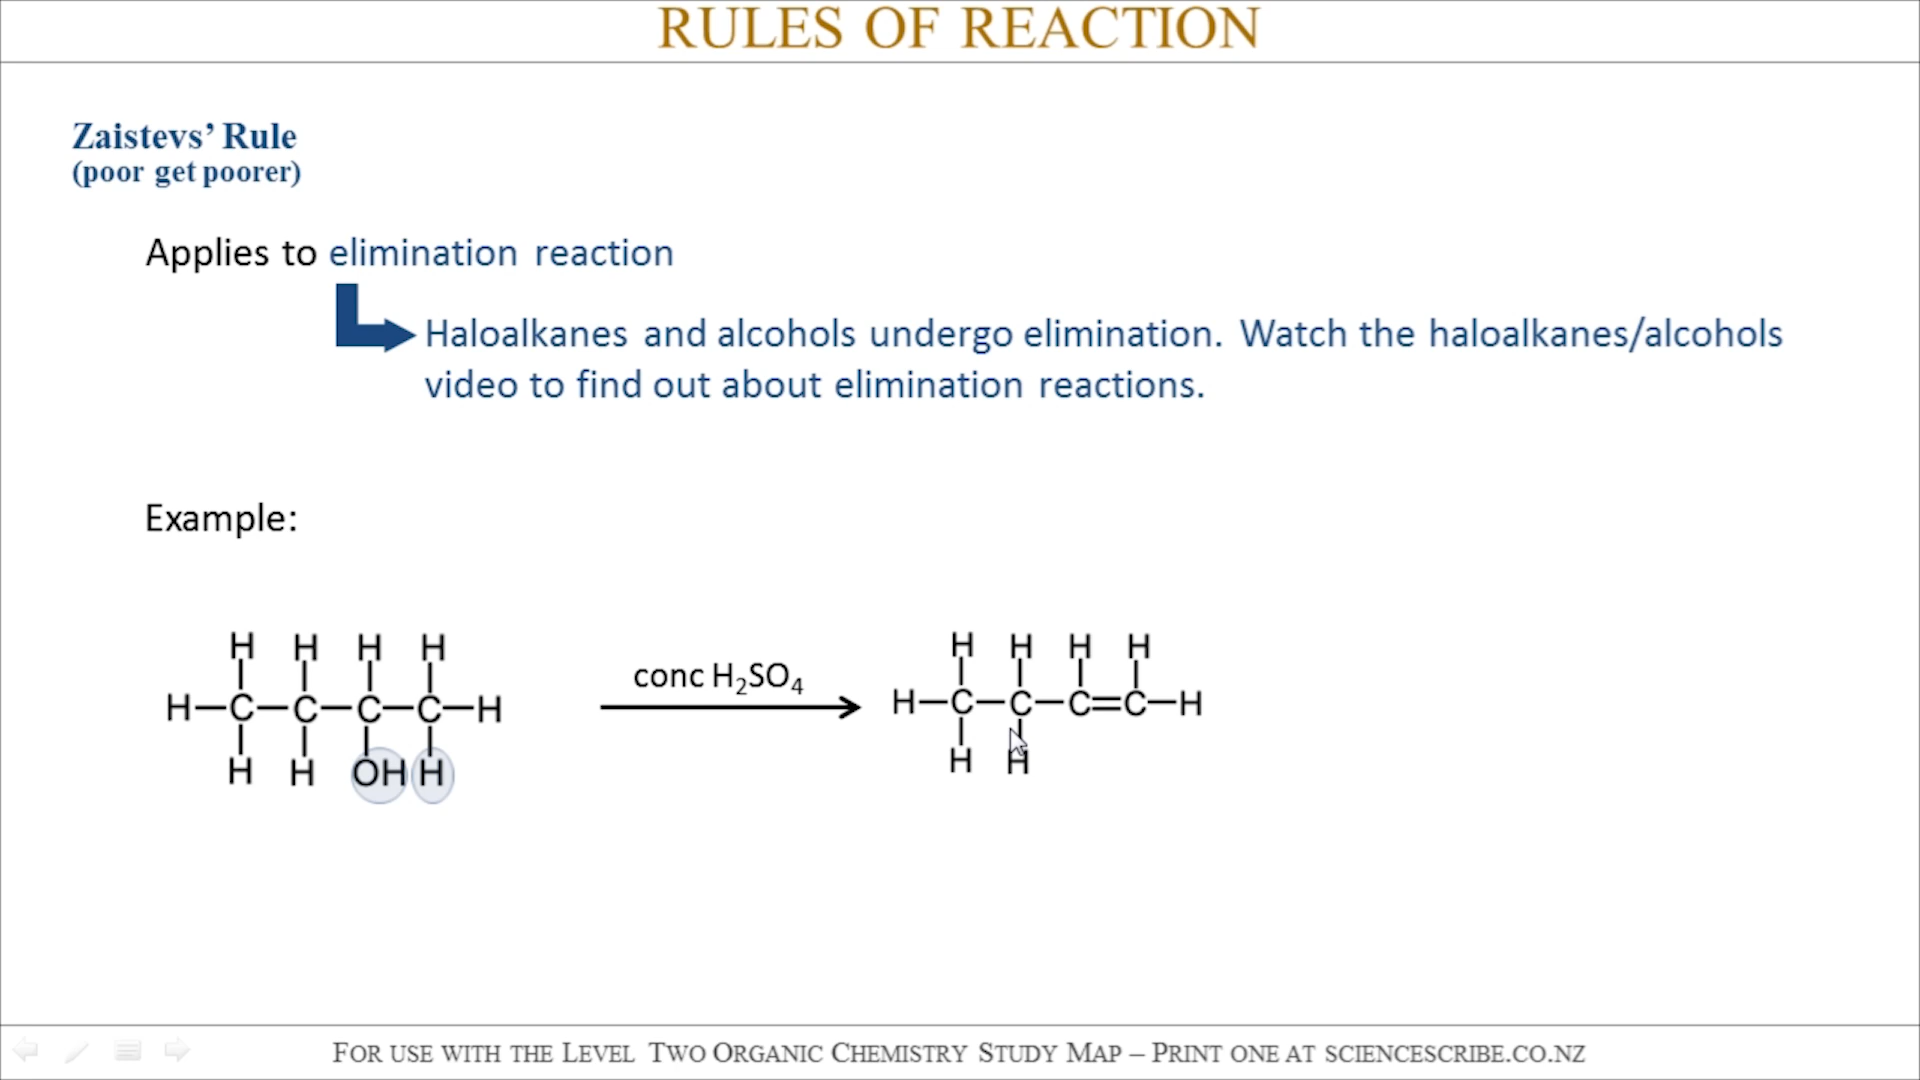 RULES OF REACTION
Zaistevs’ Rule
(poor get poorer)
Applies to elimination reaction
Haloalkanes and alcohols undergo elimination. Watch the haloalkanes/alcohols
video to find out about elimination reactions.
Example:
H H H H
H–C–C–C–C–H
H H OH H
conc H₂SO₄
H H H H
H–C–C–C=C–H
H H
FOR USE WITH THE LEVEL TWO ORGANIC CHEMISTRY STUDY MAP – PRINT ONE AT SCIENCESCRIBE.CO.NZ